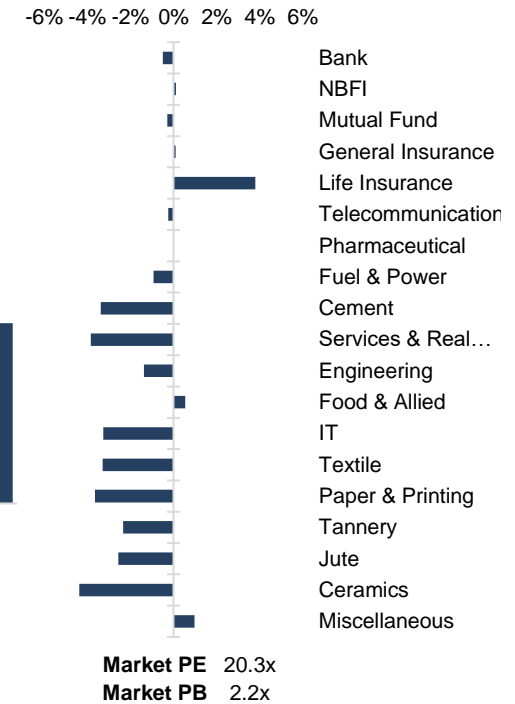 -6% -4% -2% 0% 2% 4% 6%
Bank
NBFI
Mutual Fund
General Insurance
Life Insurance
Telecommunication
Pharmaceutical
Fuel & Power
Cement
Services & Real…
Engineering
Food & Allied
IT
Textile
Paper & Printing
Tannery
Jute
Ceramics
Miscellaneous
Market PE 20.3x
Market PB 2.2x